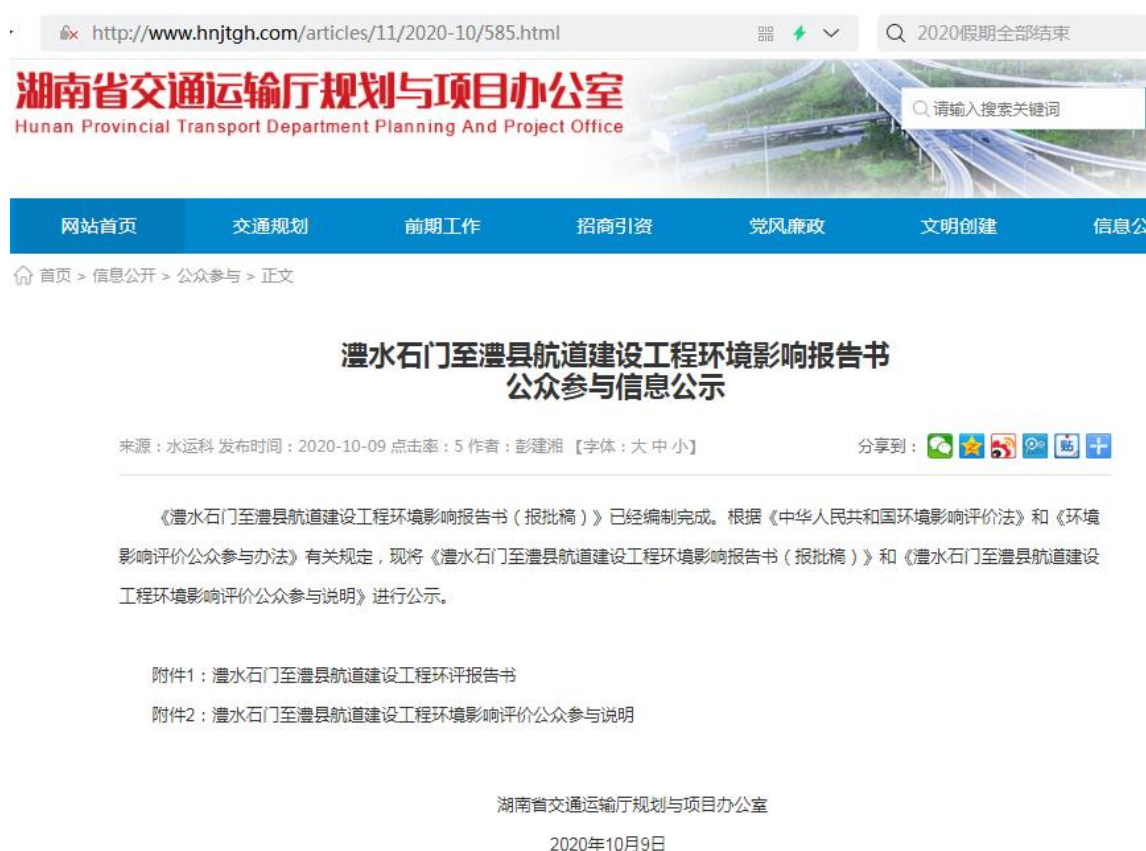 http://www.hnjtgh.com/articles/11/2020-10/585.html
2020假期全部结束
湖南省交通运输厅规划与项目办公室
Hunan Provincial Transport Department Planning And Project Office
请输入搜索关键词
网站首页 交通规划 前期工作 招商引资 党风廉政 文明创建 信息公
首页 > 信息公开 > 公众参与 > 正文
澧水石门至澧县航道建设工程环境影响报告书
公众参与信息公示
来源：水运科 发布时间：2020-10-09 点击率：5 作者：彭建湘 【字体：大 中 小】 分享到：
《澧水石门至澧县航道建设工程环境影响报告书（报批稿）》已经编制完成。根据《中华人民共和国环境影响评价法》和《环境
影响评价公众参与办法》有关规定，现将《澧水石门至澧县航道建设工程环境影响报告书（报批稿）》和《澧水石门至澧县航道建设
工程环境影响评价公众参与说明》进行公示。
附件1：澧水石门至澧县航道建设工程环评报告书
附件2：澧水石门至澧县航道建设工程环境影响评价公众参与说明
湖南省交通运输厅规划与项目办公室
2020年10月9日